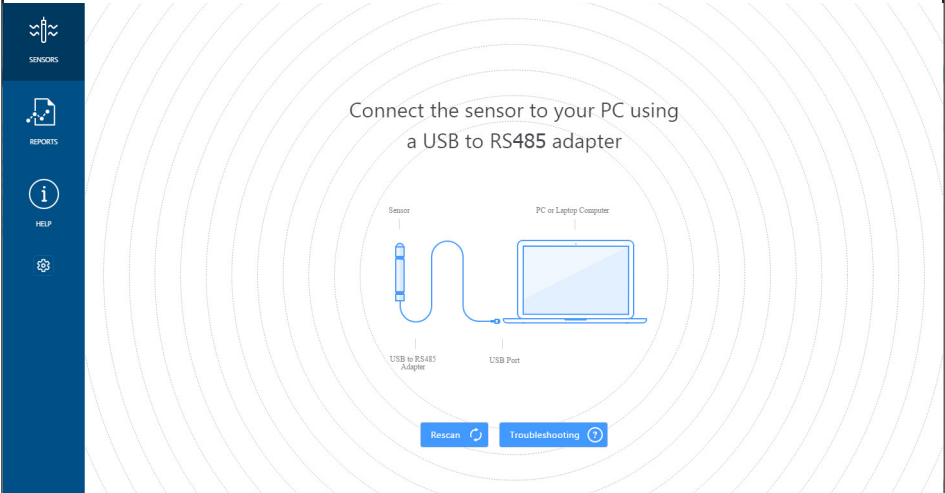 SENSORS
REPORTS
HELP
Connect the sensor to your PC using
a USB to RS485 adapter
Sensor
PC or Laptop Computer
USB to RS485
Adapter
USB Port
Rescan
Troubleshooting ?